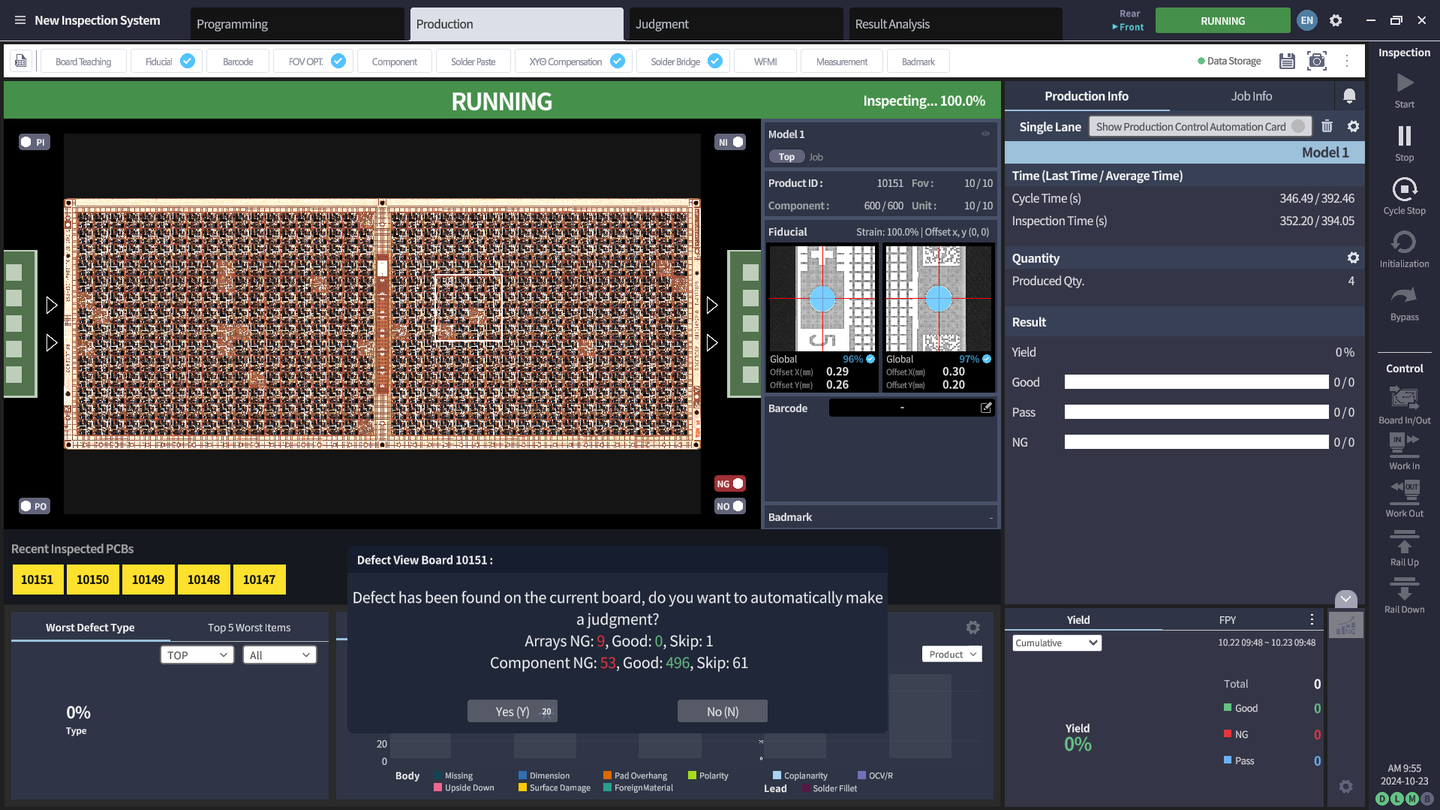 New Inspection System
Programming
Production
Judgment
Result Analysis
Rear
Front
RUNNING
EN
Board Teaching
Fiducial
Barcode
FOV OPT.
Component
Solder Paste
XYΘ Compensation
Solder Bridge
WFMI
Measurement
Badmark
Data Storage
Inspection
Start
Stop
Cycle Stop
Initialization
Bypass
Control
Board In/Out
IN
Work In
OUT
Work Out
Rail Up
Rail Down
RUNNING
Inspecting... 100.0%
PI
NI
PO
NG
NO
Model 1
Top Job
Product ID : 10151 Fov : 10 / 10
Component : 600 / 600 Unit : 10 / 10
Fiducial Strain: 100.0% | Offset x, y (0, 0)
Global 96%
Offset X(mm) 0.29
Offset Y(mm) 0.26
Global 97%
Offset X(mm) 0.30
Offset Y(mm) 0.20
Barcode -
Badmark -
Production Info
Job Info
Single Lane
Show Production Control Automation Card
Model 1
Time (Last Time / Average Time)
Cycle Time (s) 346.49 / 392.46
Inspection Time (s) 352.20 / 394.05
Quantity
Produced Qty. 4
Result
Yield 0 %
Good 0 / 0
Pass 0 / 0
NG 0 / 0
Recent Inspected PCBs
10151 10150 10149 10148 10147
Defect View Board 10151 :
Defect has been found on the current board, do you want to automatically make
a judgment?
Arrays NG: 9, Good: 0, Skip: 1
Component NG: 53, Good: 496, Skip: 61
Yes (Y) 20
No (N)
Worst Defect Type
Top 5 Worst Items
TOP
All
0%
Type
Product
20
0
Body
Missing
Dimension
Pad Overhang
Polarity
Upside Down
Surface Damage
ForeignMaterial
Coplanarity
OCV/R
Lead
Solder Fillet
Yield
FPY
Cumulative
10.22 09:48 ~ 10.23 09:48
Yield
0%
Total 0
Good 0
NG 0
Pass 0
AM 9:55
2024-10-23
D L M B